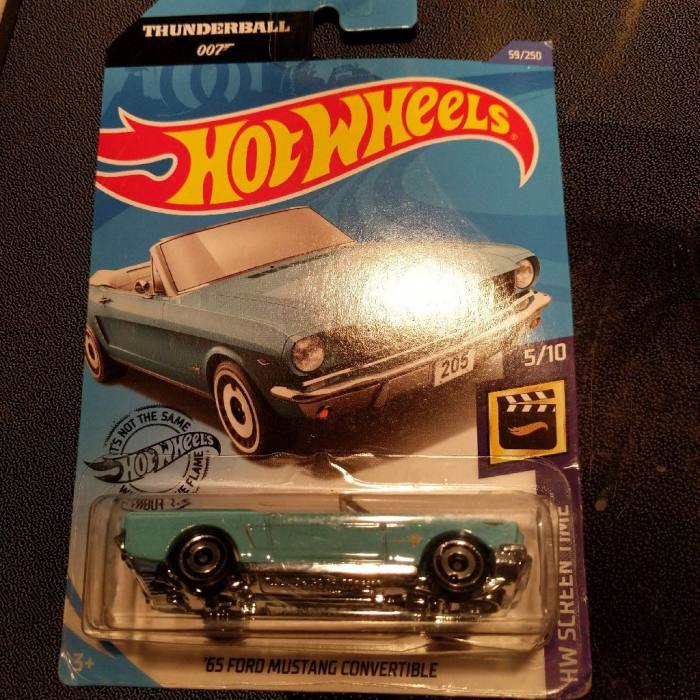 THUNDERBALL
007
59/250
HOT WHEELS
5/10
205
IT'S NOT THE SAME
HOT WHEELS
FLAME
3+
'65 FORD MUSTANG CONVERTIBLE
HW SCREEN TIME